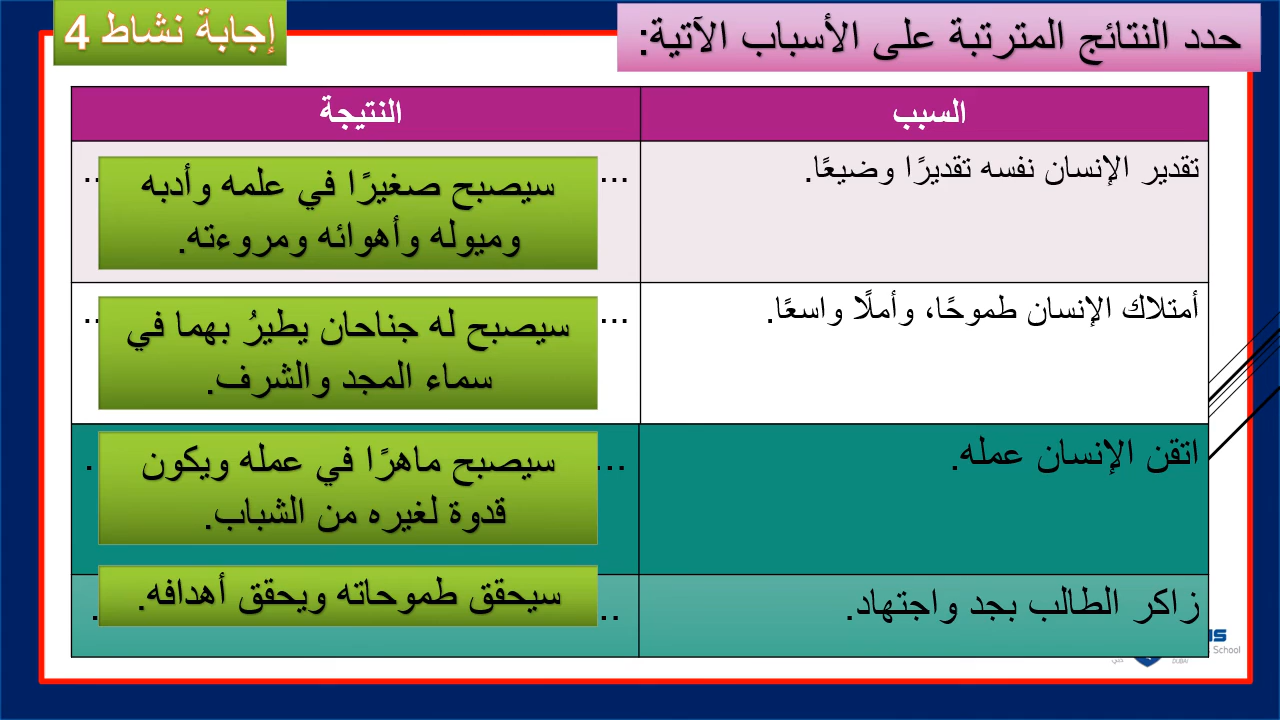 إجابة نشاط 4
حدد النتائج المترتبة على الأسباب الآتية:
السبب
النتيجة
تقدير الإنسان نفسه تقديرًا وضيعًا.
سيصبح صغيرًا في علمه وأدبه
وميوله وأهوائه ومروءته.
أمتلاك الإنسان طموحًا، وأملًا واسعًا.
سيصبح له جناحان يطيرُ بهما في
سماء المجد والشرف.
اتقن الإنسان عمله.
سيصبح ماهرًا في عمله ويكون
قدوة لغيره من الشباب.
زاكر الطالب بجد واجتهاد.
سيحقق طموحاته ويحقق أهدافه.
School
دبي
DUBAI